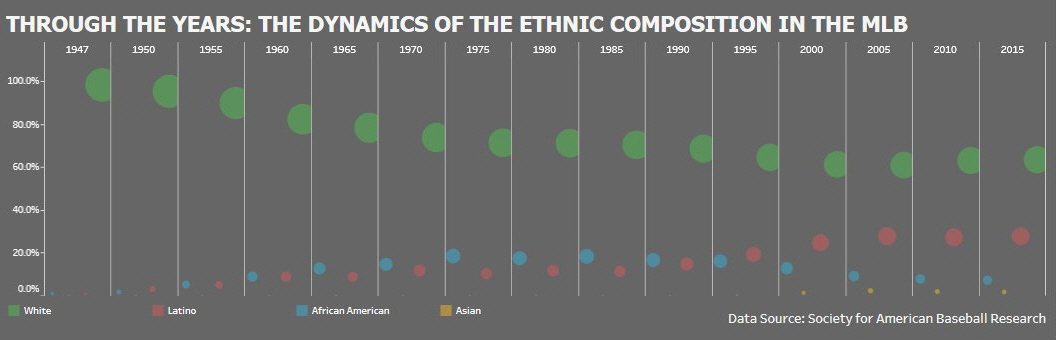 THROUGH THE YEARS: THE DYNAMICS OF THE ETHNIC COMPOSITION IN THE MLB
1947 1950 1955 1960 1965 1970 1975 1980 1985 1990 1995 2000 2005 2010 2015
100.0%
80.0%
60.0%
40.0%
20.0%
0.0%
White Latino African American Asian
Data Source: Society for American Baseball Research